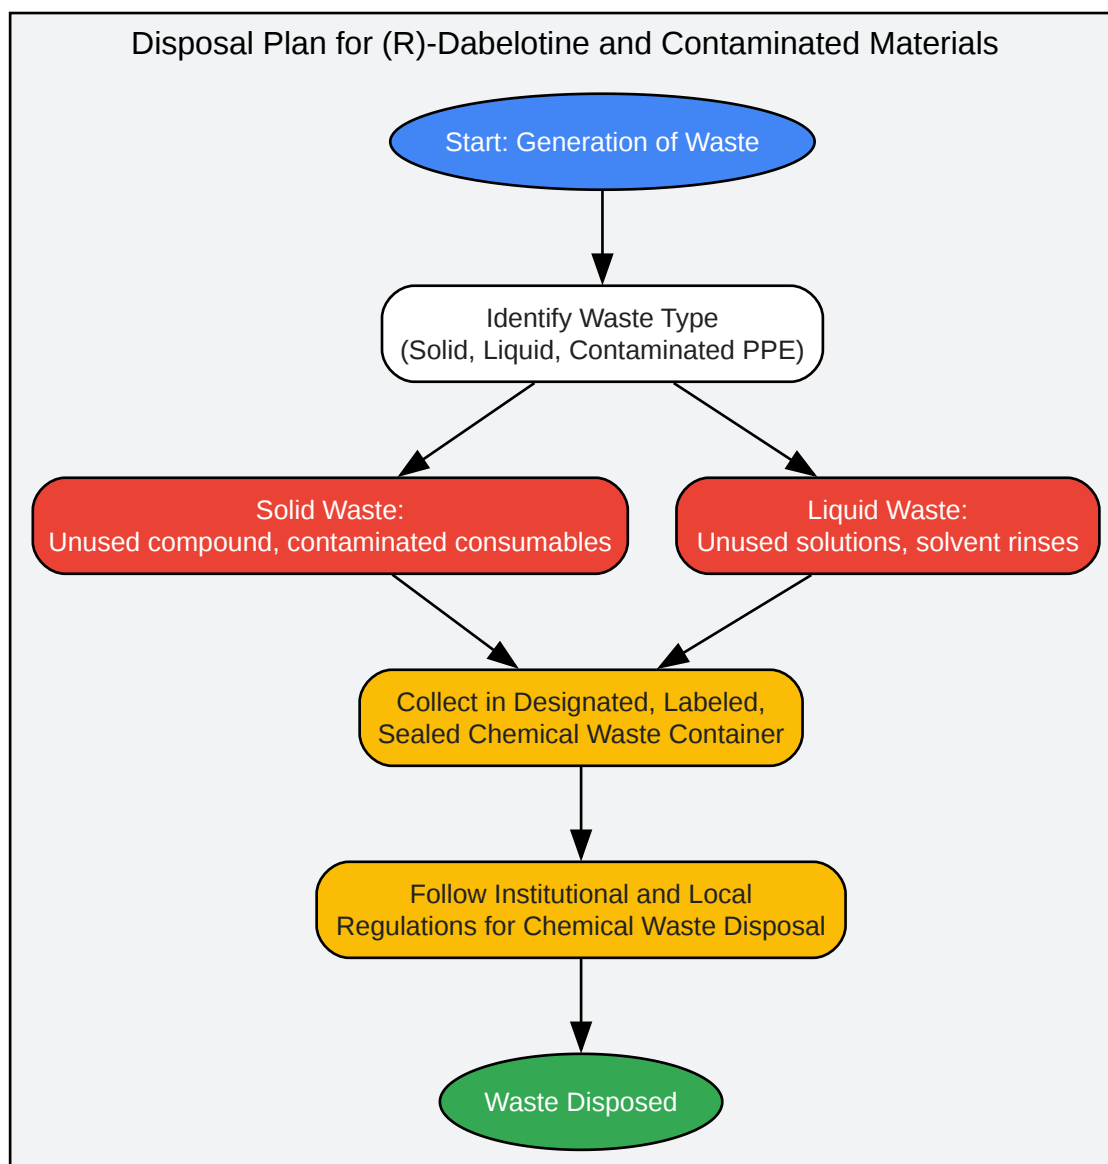 Disposal Plan for (R)-Dabelotine and Contaminated Materials
Start: Generation of Waste
Identify Waste Type
(Solid, Liquid, Contaminated PPE)
Solid Waste:
Unused compound, contaminated consumables
Liquid Waste:
Unused solutions, solvent rinses
Collect in Designated, Labeled,
Sealed Chemical Waste Container
Follow Institutional and Local
Regulations for Chemical Waste Disposal
Waste Disposed